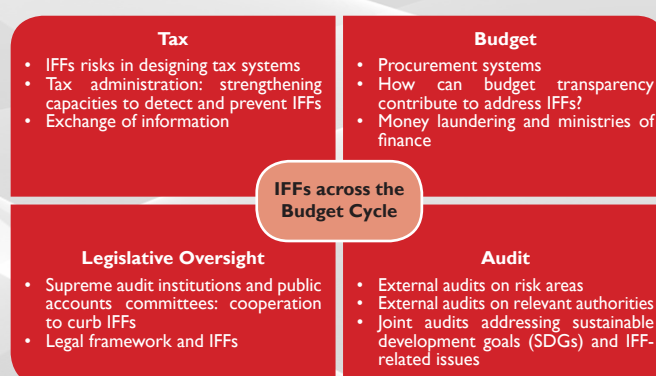 Tax
• IFFs risks in designing tax systems
• Tax administration: strengthening
capacities to detect and prevent IFFs
• Exchange of information
Budget
• Procurement systems
• How can budget transparency
contribute to address IFFs?
• Money laundering and ministries of
finance
IFFs across the
Budget Cycle
Legislative Oversight
• Supreme audit institutions and public
accounts committees: cooperation
to curb IFFs
• Legal framework and IFFs
Audit
• External audits on risk areas
• External audits on relevant authorities
• Joint audits addressing sustainable
development goals (SDGs) and IFF-
related issues